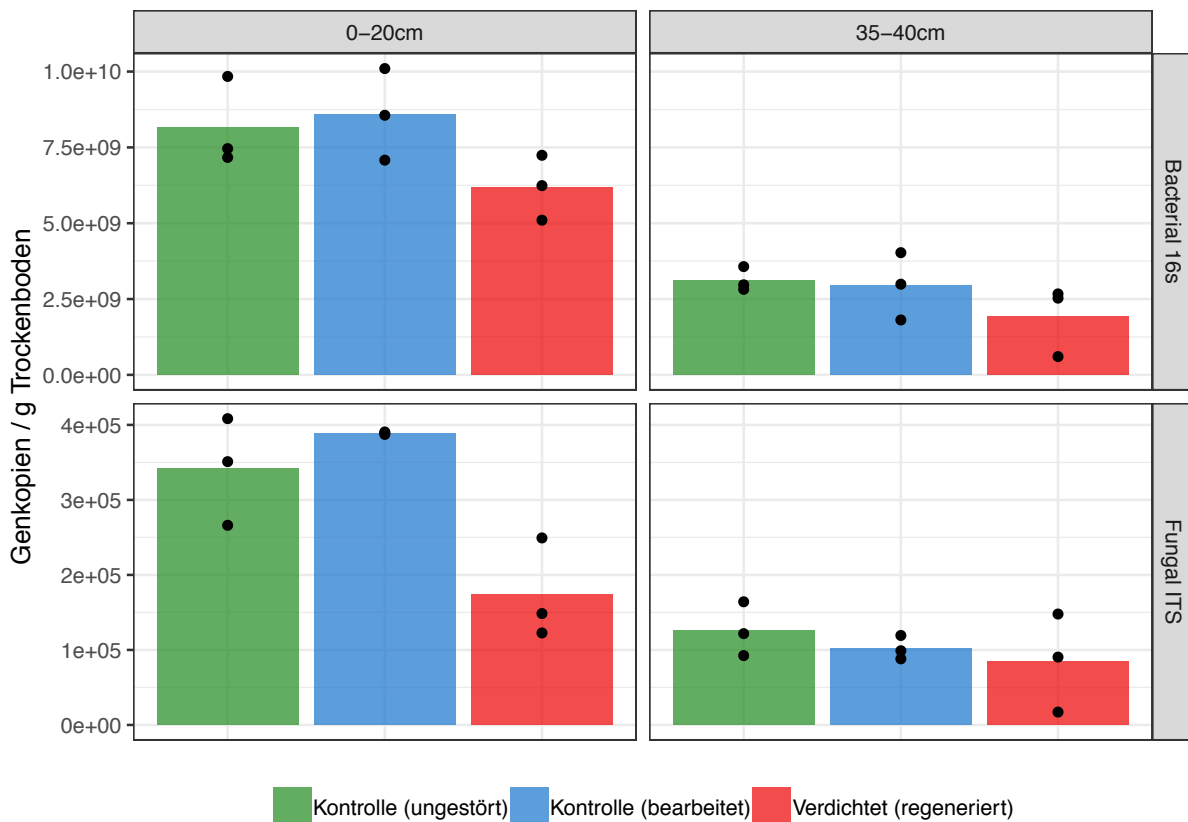 0−20cm
35−40cm
Genkopien / g Trockenboden
1.0e+10
7.5e+09
5.0e+09
2.5e+09
0.0e+00
Bacterial 16s
4e+05
3e+05
2e+05
1e+05
0e+00
Fungal ITS
Kontrolle (ungestört) Kontrolle (bearbeitet) Verdichtet (regeneriert)